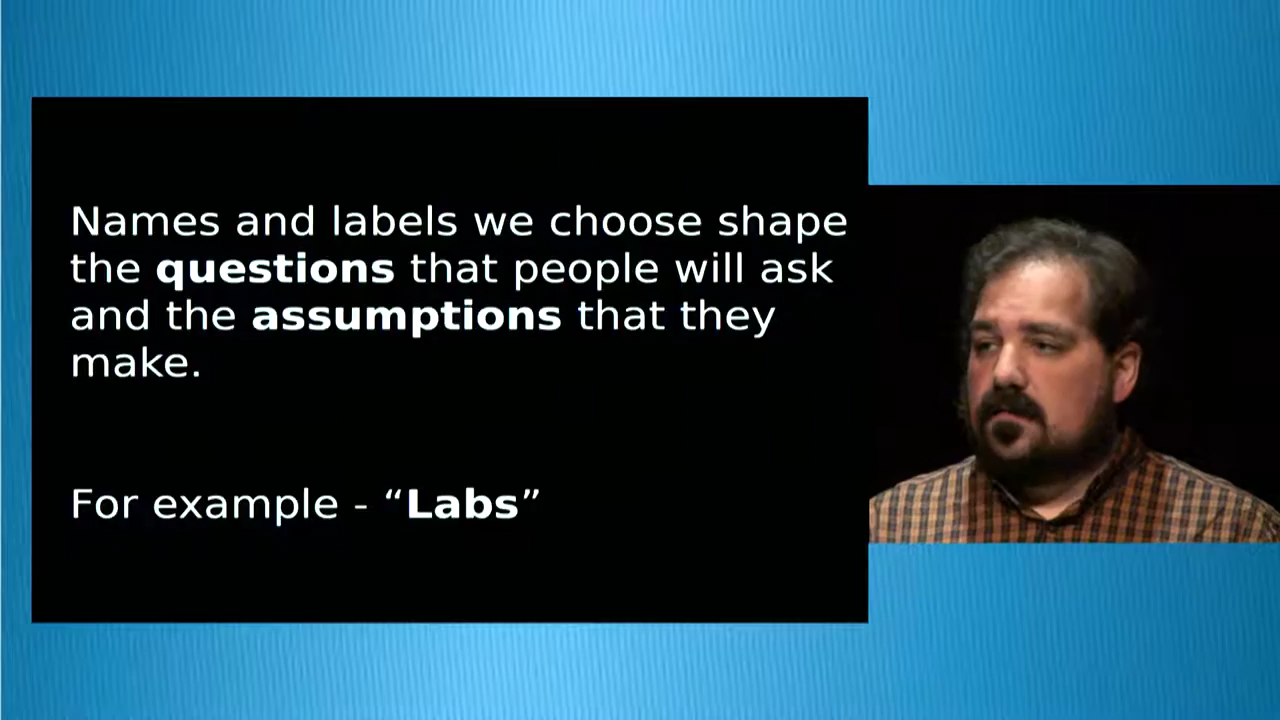 Names and labels we choose shape
the questions that people will ask
and the assumptions that they
make.
For example - “Labs”